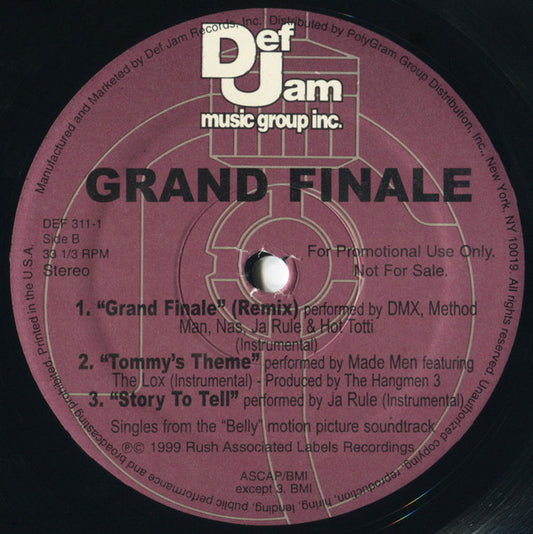 Def
Jam
music group inc.
GRAND FINALE
DEF 311-1
Side B
33 1/3 RPM
Stereo
For Promotional Use Only.
Not For Sale.
1. “Grand Finale” (Remix) performed by DMX, Method
Man, Nas, Ja Rule & Hot Totti
(Instrumental)
2. “Tommy's Theme” performed by Made Men featuring
The Lox (Instrumental) - Produced by The Hangmen 3
3. “Story To Tell” performed by Ja Rule (Instrumental)
Singles from the “Belly” motion picture soundtrack
℗© 1999 Rush Associated Labels Recordings
ASCAP/BMI
except 3. BMI
Manufactured and Marketed by Def Jam Records, Inc. Distributed by PolyGram Group Distribution, Inc., New York, NY 10019. All rights reserved. Unauthorized copying, reproduction, hiring, lending, public performance and broadcasting prohibited. Printed in the U.S.A.